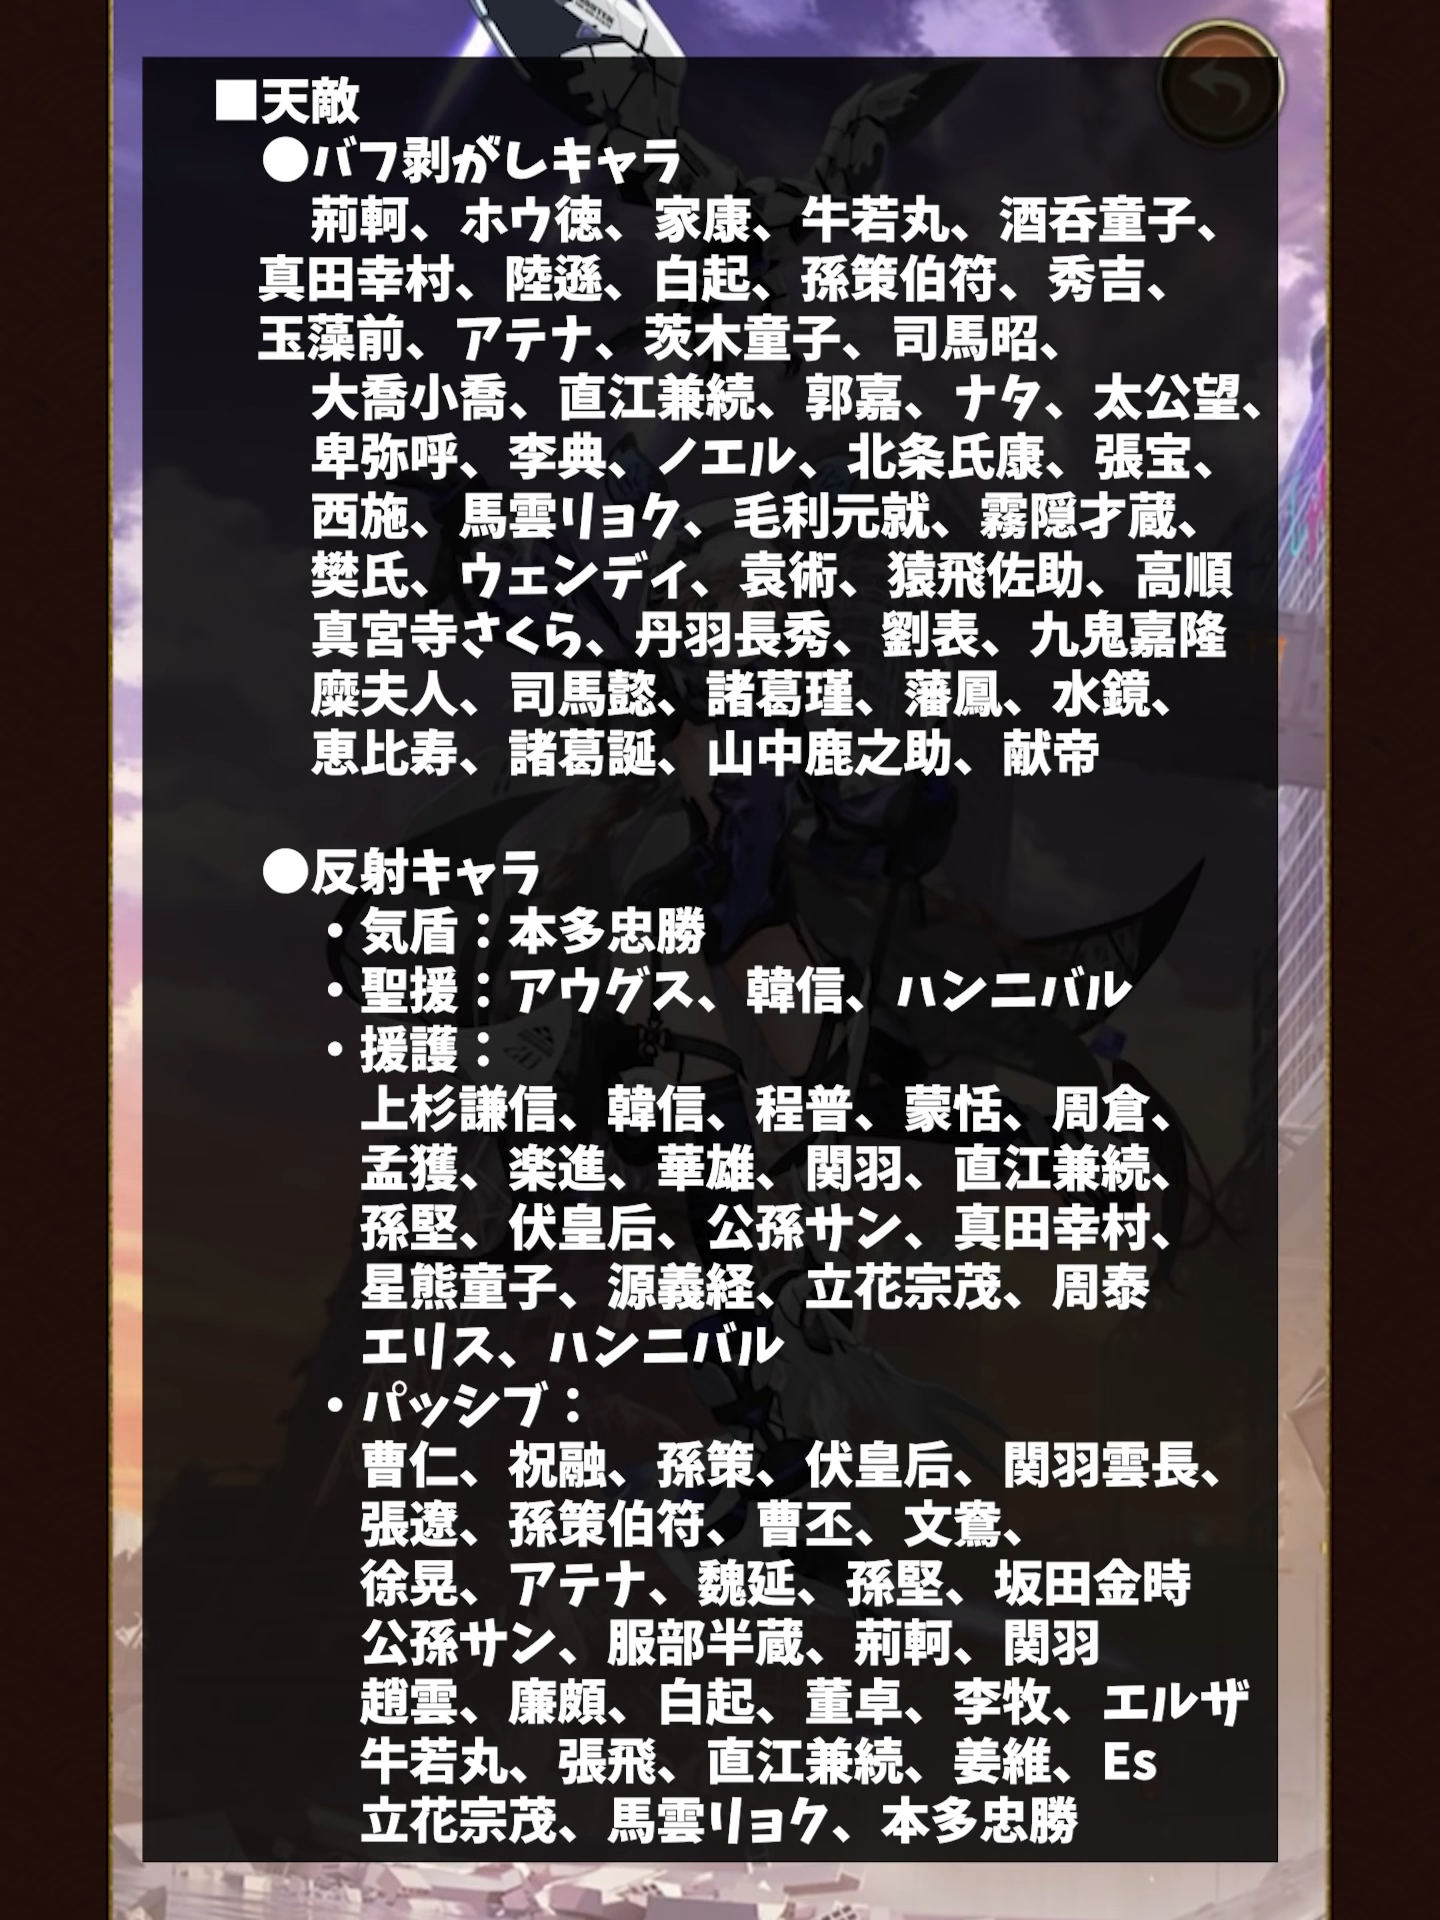 ■天敵
●バフ剥がしキャラ
荊軻、ホウ徳、家康、牛若丸、酒呑童子、
真田幸村、陸遜、白起、孫策伯符、秀吉、
玉藻前、アテナ、茨木童子、司馬昭、
大喬小喬、直江兼続、郭嘉、ナタ、太公望、
卑弥呼、李典、ノエル、北条氏康、張宝、
西施、馬雲リョク、毛利元就、霧隠才蔵、
樊氏、ウェンディ、袁術、猿飛佐助、高順
真宮寺さくら、丹羽長秀、劉表、九鬼嘉隆
糜夫人、司馬懿、諸葛瑾、藩鳳、水鏡、
恵比寿、諸葛誕、山中鹿之助、献帝
●反射キャラ
・気盾：本多忠勝
・聖援：アウグス、韓信、ハンニバル
・援護：
上杉謙信、韓信、程普、蒙恬、周倉、
孟獲、楽進、華雄、関羽、直江兼続、
孫堅、伏皇后、公孫サン、真田幸村、
星熊童子、源義経、立花宗茂、周泰
エリス、ハンニバル
・パッシブ：
曹仁、祝融、孫策、伏皇后、関羽雲長、
張遼、孫策伯符、曹丕、文鴦、
徐晃、アテナ、魏延、孫堅、坂田金時
公孫サン、服部半蔵、荊軻、関羽
趙雲、廉頗、白起、董卓、李牧、エルザ
牛若丸、張飛、直江兼続、姜維、Es
立花宗茂、馬雲リョク、本多忠勝